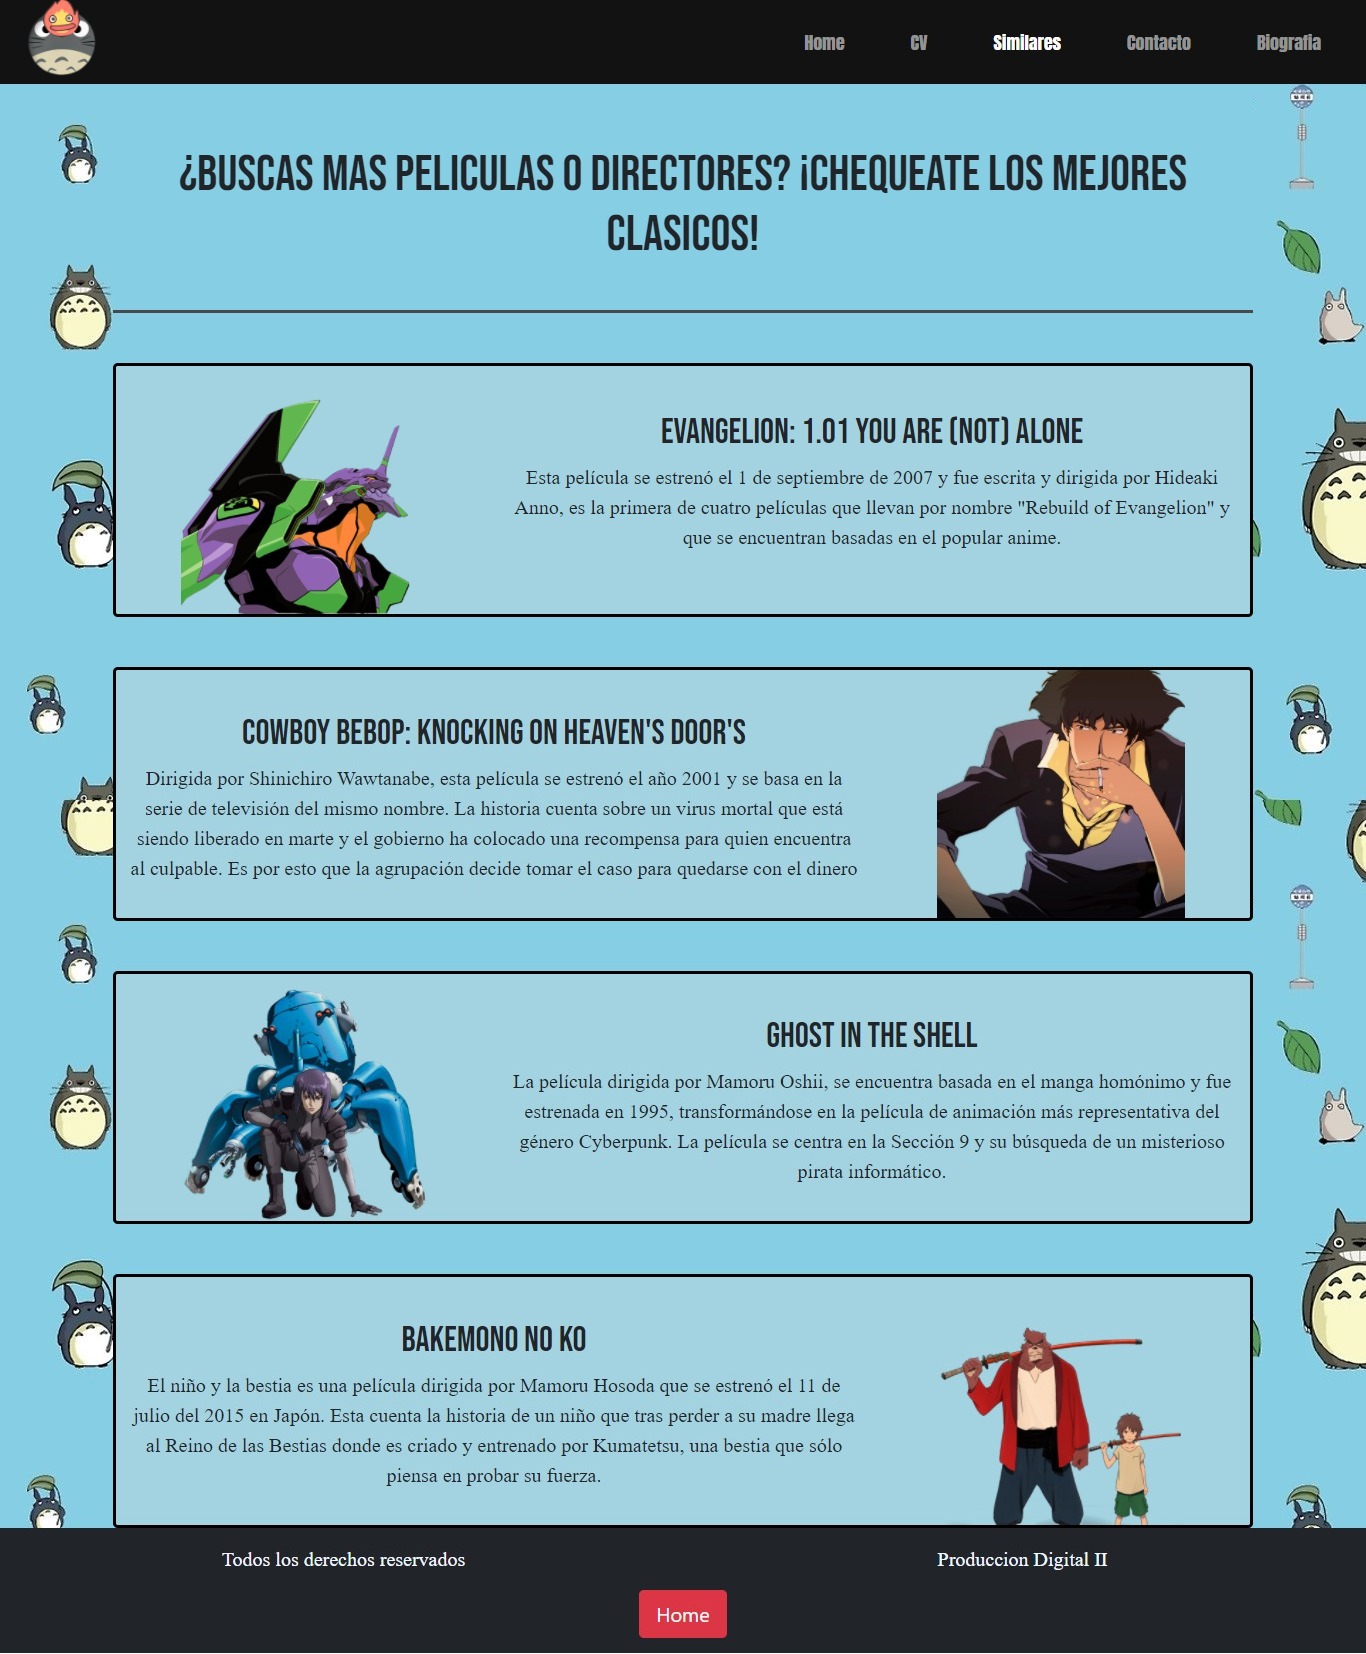 Home CV Similares Contacto Biografia
¿BUSCAS MAS PELICULAS O DIRECTORES? ¡CHEQUEATE LOS MEJORES
CLASICOS!
EVANGELION: 1.01 YOU ARE (NOT) ALONE
Esta película se estrenó el 1 de septiembre de 2007 y fue escrita y dirigida por Hideaki
Anno, es la primera de cuatro películas que llevan por nombre "Rebuild of Evangelion" y
que se encuentran basadas en el popular anime.
COWBOY BEBOP: KNOCKING ON HEAVEN'S DOOR'S
Dirigida por Shinichiro Wawtanabe, esta película se estrenó el año 2001 y se basa en la
serie de televisión del mismo nombre. La historia cuenta sobre un virus mortal que está
siendo liberado en marte y el gobierno ha colocado una recompensa para quien encuentra
al culpable. Es por esto que la agrupación decide tomar el caso para quedarse con el dinero
GHOST IN THE SHELL
La película dirigida por Mamoru Oshii, se encuentra basada en el manga homónimo y fue
estrenada en 1995, transformándose en la película de animación más representativa del
género Cyberpunk. La película se centra en la Sección 9 y su búsqueda de un misterioso
pirata informático.
BAKEMONO NO KO
El niño y la bestia es una película dirigida por Mamoru Hosoda que se estrenó el 11 de
julio del 2015 en Japón. Esta cuenta la historia de un niño que tras perder a su madre llega
al Reino de las Bestias donde es criado y entrenado por Kumatetsu, una bestia que sólo
piensa en probar su fuerza.
Todos los derechos reservados
Produccion Digital II
Home